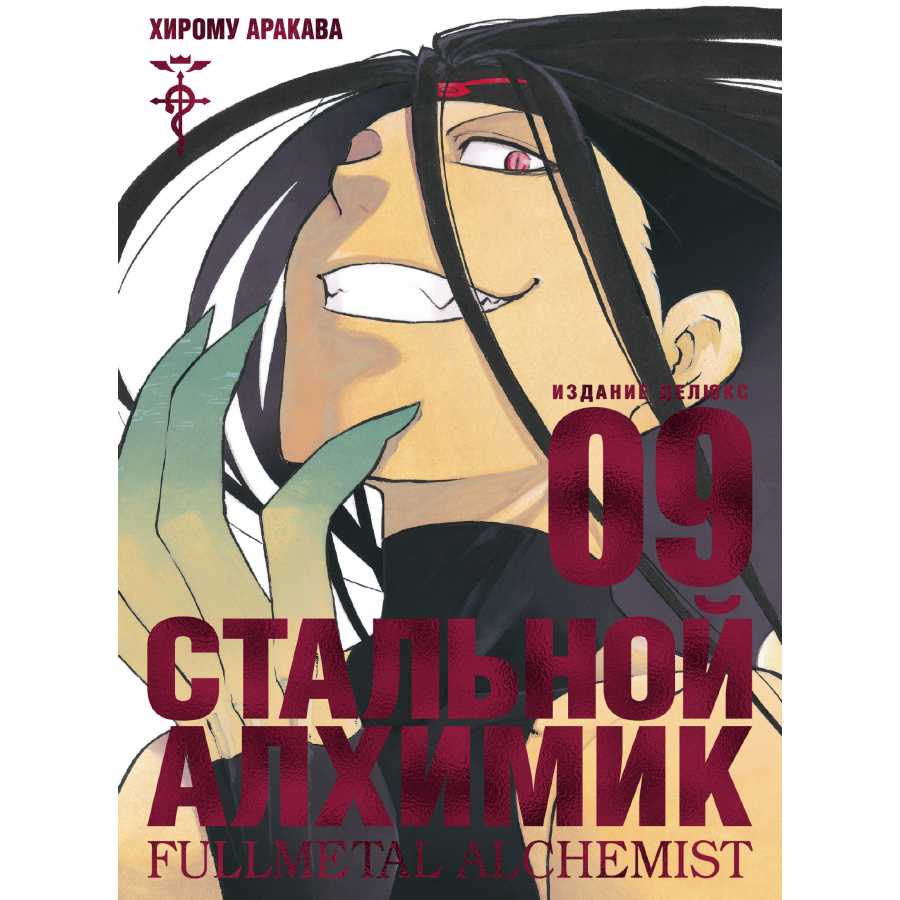 ХИРОМУ АРАКАВА
ИЗДАНИЕ ДЕЛЮКС
09
СТАЛЬНОЙ
АЛХИМИК
FULLMETAL ALCHEMIST